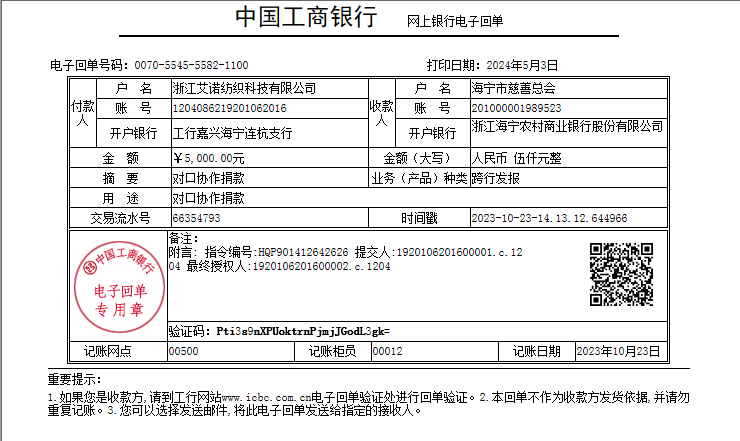 中国工商银行 网上银行电子回单
电子回单号码：0070-5545-5582-1100 打印日期：2024年5月3日
付款人 户 名 浙江艾诺纺织科技有限公司 收款人 户 名 海宁市慈善总会
账 号 1204086219201062016 账 号 201000001989523
开户银行 工行嘉兴海宁连杭支行 开户银行 浙江海宁农村商业银行股份有限公司
金 额 ￥5,000.00元 金额（大写） 人民币 伍仟元整
摘 要 对口协作捐款 业务（产品）种类 跨行发报
用 途 对口协作捐款
交易流水号 66354793 时间戳 2023-10-23-14.13.12.644966
中国工商银行
电子回单
专用章
备注：
附言: 指令编号:HQP901412642626 提交人:1920106201600001.c.12
04 最终授权人:1920106201600002.c.1204
验证码：Pti3s9nXPUoktrnPjmjJGodL3gk=
记账网点 00500 记账柜员 00012 记账日期 2023年10月23日
重要提示：
1.如果您是收款方,请到工行网站www.icbc.com.cn电子回单验证处进行回单验证。2.本回单不作为收款方发货依据,并请勿
重复记账。3.您可以选择发送邮件,将此电子回单发送给指定的接收人。